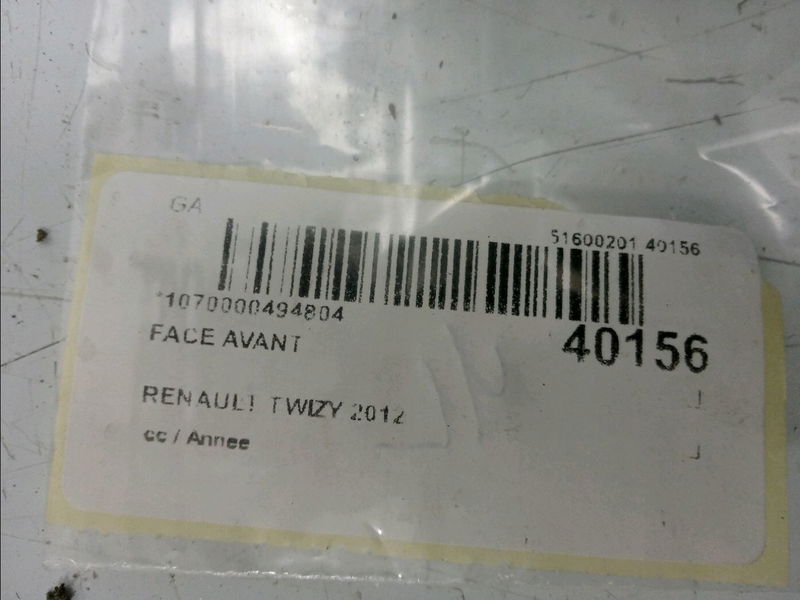 GA
51600201 40156
*1070000494804
40156
FACE AVANT
RENAULT TWIZY 2012
cc / Annee